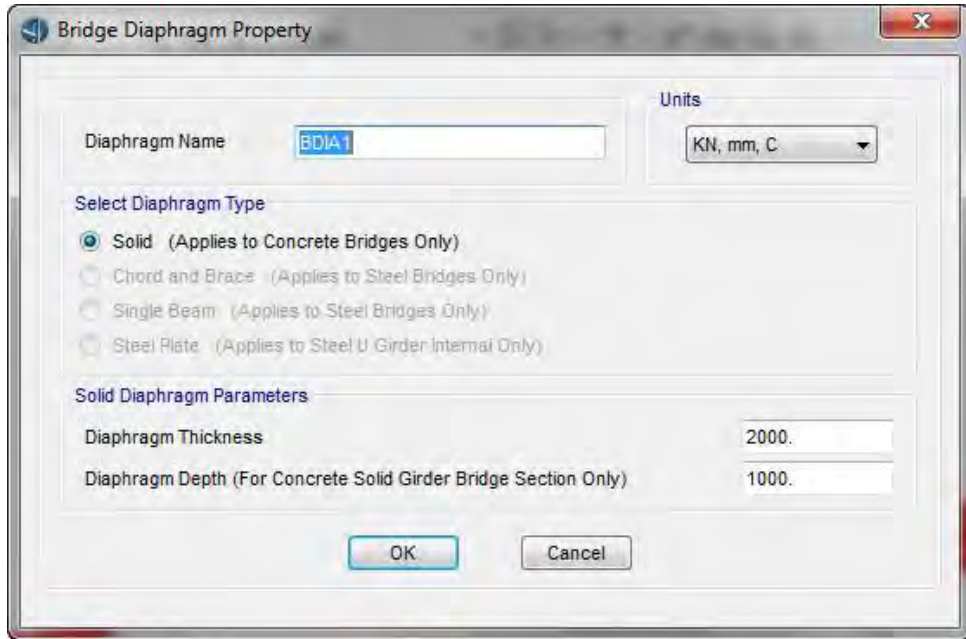 Bridge Diaphragm Property
Units
Diaphragm Name BDIA1 KN, mm, C
Select Diaphragm Type
Solid (Applies to Concrete Bridges Only)
Chord and Brace (Applies to Steel Bridges Only)
Single Beam (Applies to Steel Bridges Only)
Steel Plate (Applies to Steel U Girder Internal Only)
Solid Diaphragm Parameters
Diaphragm Thickness 2000.
Diaphragm Depth (For Concrete Solid Girder Bridge Section Only) 1000.
OK Cancel